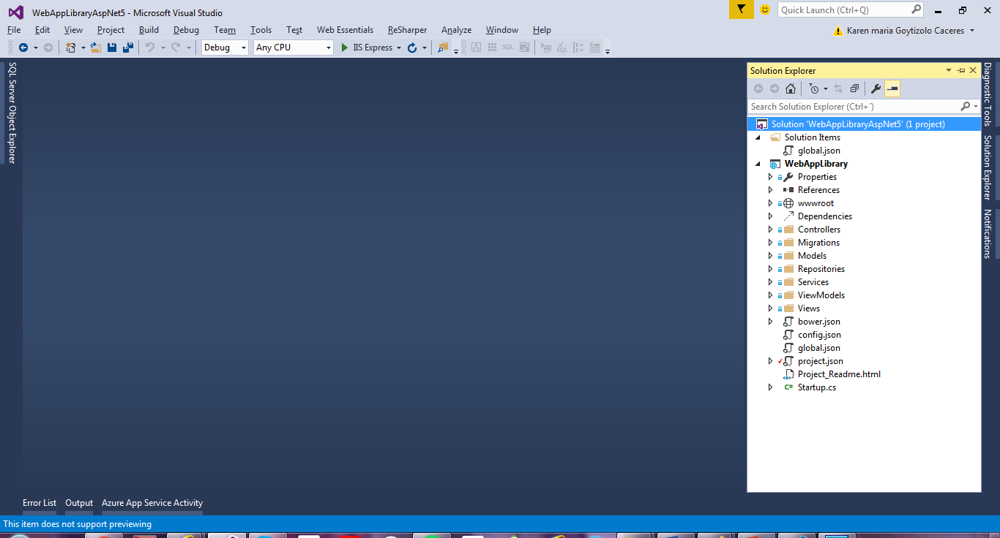 WebAppLibraryAspNet5 - Microsoft Visual Studio
Quick Launch (Ctrl+Q)
File Edit View Project Build Debug Team Tools Test Web Essentials ReSharper Analyze Window Help
Karen maria Goytizolo Caceres
Debug Any CPU IIS Express
SQL Server Object Explorer
Solution Explorer
Search Solution Explorer (Ctrl+´)
Solution 'WebAppLibraryAspNet5' (1 project)
Solution Items
global.json
WebAppLibrary
Properties
References
wwwroot
Dependencies
Controllers
Migrations
Models
Repositories
Services
ViewModels
Views
bower.json
config.json
global.json
project.json
Project_Readme.html
C# Startup.cs
Diagnostic Tools
Solution Explorer
Notifications
Error List Output Azure App Service Activity
This item does not support previewing